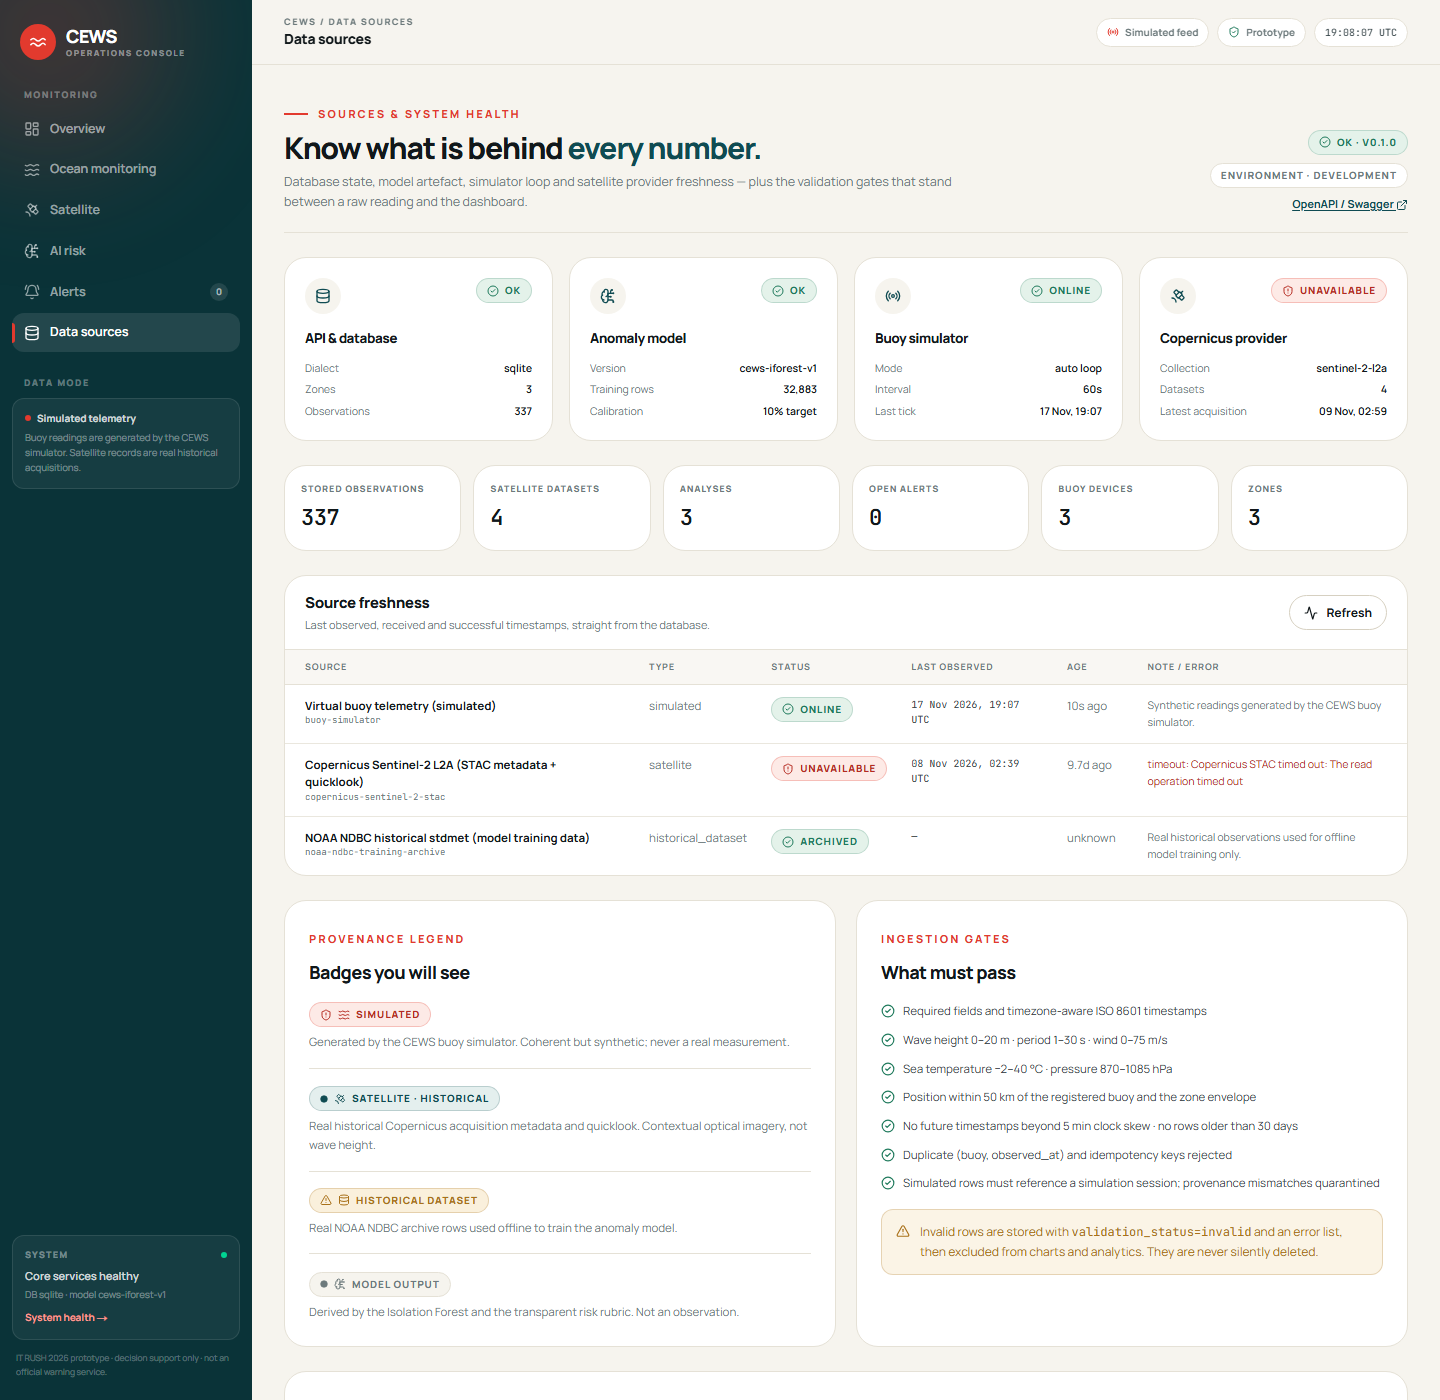 CEWS
OPERATIONS CONSOLE
MONITORING
Overview
Ocean monitoring
Satellite
AI risk
Alerts
0
Data sources
DATA MODE
Simulated telemetry
Buoy readings are generated by the CEWS
simulator. Satellite records are real historical
acquisitions.
SYSTEM
Core services healthy
DB sqlite · model cews-iforest-v1
System health →
IT RUSH 2026 prototype · decision support only · not an
official warning service.
CEWS / DATA SOURCES
Data sources
Simulated feed
Prototype
19:08:07 UTC
SOURCES & SYSTEM HEALTH
Know what is behind every number.
Database state, model artefact, simulator loop and satellite provider freshness — plus the validation gates that stand
between a raw reading and the dashboard.
OK · V0.1.0
ENVIRONMENT · DEVELOPMENT
OpenAPI / Swagger
OK
API & database
Dialect sqlite
Zones 3
Observations 337
OK
Anomaly model
Version cews-iforest-v1
Training rows 32,883
Calibration 10% target
ONLINE
Buoy simulator
Mode auto loop
Interval 60s
Last tick 17 Nov, 19:07
UNAVAILABLE
Copernicus provider
Collection sentinel-2-l2a
Datasets 4
Latest acquisition 09 Nov, 02:59
STORED OBSERVATIONS
337
SATELLITE DATASETS
4
ANALYSES
3
OPEN ALERTS
0
BUOY DEVICES
3
ZONES
3
Source freshness
Last observed, received and successful timestamps, straight from the database.
Refresh
SOURCE TYPE STATUS LAST OBSERVED AGE NOTE / ERROR
Virtual buoy telemetry (simulated)
buoy-simulator
simulated
ONLINE
17 Nov 2026, 19:07
UTC
10s ago
Synthetic readings generated by the CEWS buoy
simulator.
Copernicus Sentinel-2 L2A (STAC metadata +
quicklook)
copernicus-sentinel-2-stac
satellite
UNAVAILABLE
08 Nov 2026, 02:39
UTC
9.7d ago
timeout: Copernicus STAC timed out: The read
operation timed out
NOAA NDBC historical stdmet (model training data)
noaa-ndbc-training-archive
historical_dataset
ARCHIVED
—
unknown
Real historical observations used for offline
model training only.
PROVENANCE LEGEND
Badges you will see
SIMULATED
Generated by the CEWS buoy simulator. Coherent but synthetic; never a real measurement.
SATELLITE · HISTORICAL
Real historical Copernicus acquisition metadata and quicklook. Contextual optical imagery, not
wave height.
HISTORICAL DATASET
Real NOAA NDBC archive rows used offline to train the anomaly model.
MODEL OUTPUT
Derived by the Isolation Forest and the transparent risk rubric. Not an observation.
INGESTION GATES
What must pass
Required fields and timezone-aware ISO 8601 timestamps
Wave height 0–20 m · period 1–30 s · wind 0–75 m/s
Sea temperature −2–40 °C · pressure 870–1085 hPa
Position within 50 km of the registered buoy and the zone envelope
No future timestamps beyond 5 min clock skew · no rows older than 30 days
Duplicate (buoy, observed_at) and idempotency keys rejected
Simulated rows must reference a simulation session; provenance mismatches quarantined
Invalid rows are stored with validation_status=invalid and an error list,
then excluded from charts and analytics. They are never silently deleted.